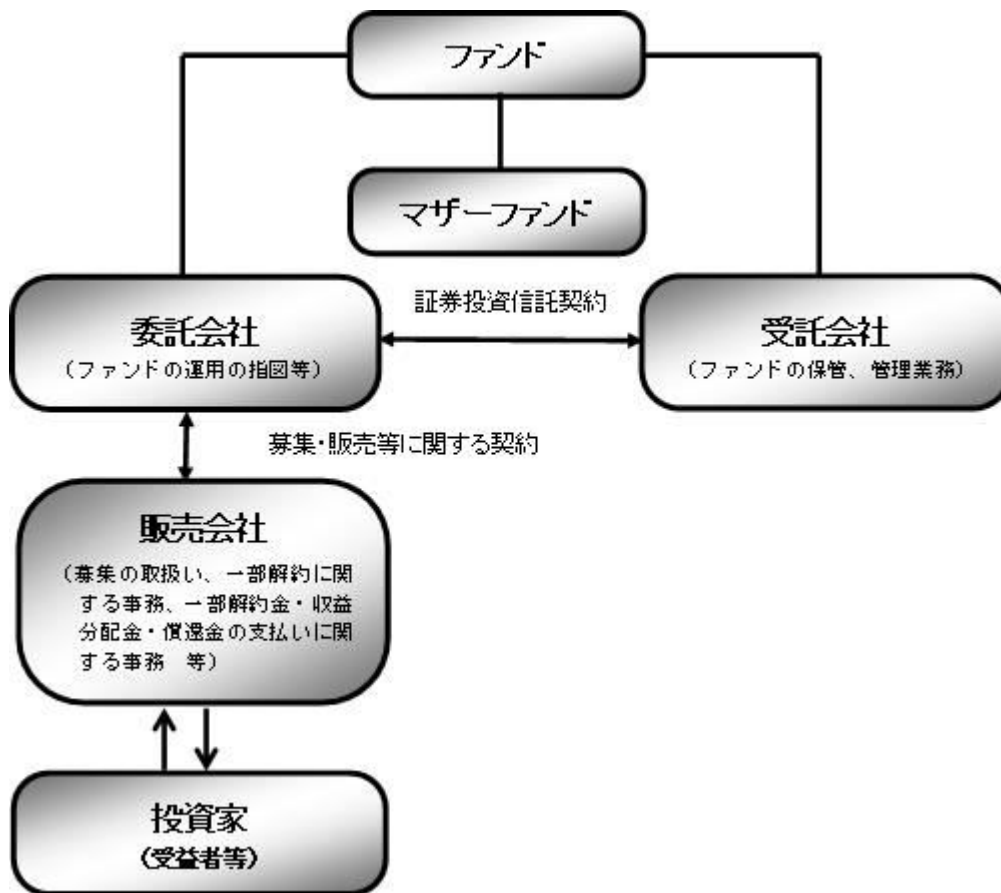 ファンド
マザーファンド
証券投資信託契約
委託会社
(ファンドの運用の指図等)
受託会社
(ファンドの保管、管理業務)
募集・販売等に関する契約
販売会社
(募集の取扱い、一部解約に関
する事務、一部解約金・収益
分配金・償還金の支払いに関
する事務　等)
投資家
(受益者等)